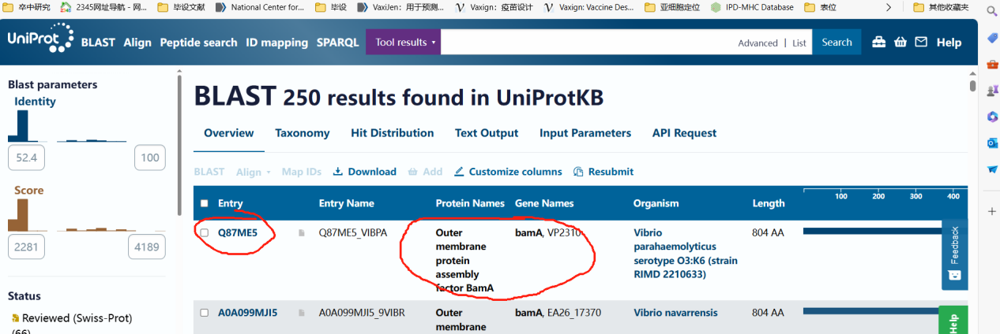 卒中研究 2345网址导航 - 网... 毕设文献 National Center for... 毕设 VaxiJen：用于预测... Vaxign：疫苗设计 Vaxign: Vaccine Des... 亚细胞定位 IPD-MHC Database 表位 其他收藏夹
UniProt BLAST Align Peptide search ID mapping SPARQL Tool results Advanced | List Search Help
Blast parameters
Identity
52.4 100
Score
2281 4189
Status
Reviewed (Swiss-Prot)
(66)
BLAST 250 results found in UniProtKB
Overview Taxonomy Hit Distribution Text Output Input Parameters API Request
BLAST Align Map IDs Download Add Customize columns Resubmit
Entry Entry Name Protein Names Gene Names Organism Length 100 200 300 400
Q87ME5 Q87ME5_VIBPA Outer bamA, VP2310 Vibrio 804 AA
membrane parahaemolyticus
protein serotype O3:K6 (strain
assembly RIMD 2210633)
factor BamA
A0A099MJI5 A0A099MJI5_9VIBR Outer bamA, EA26_17370 Vibrio navarrensis 804 AA
membrane
Feedback
Help